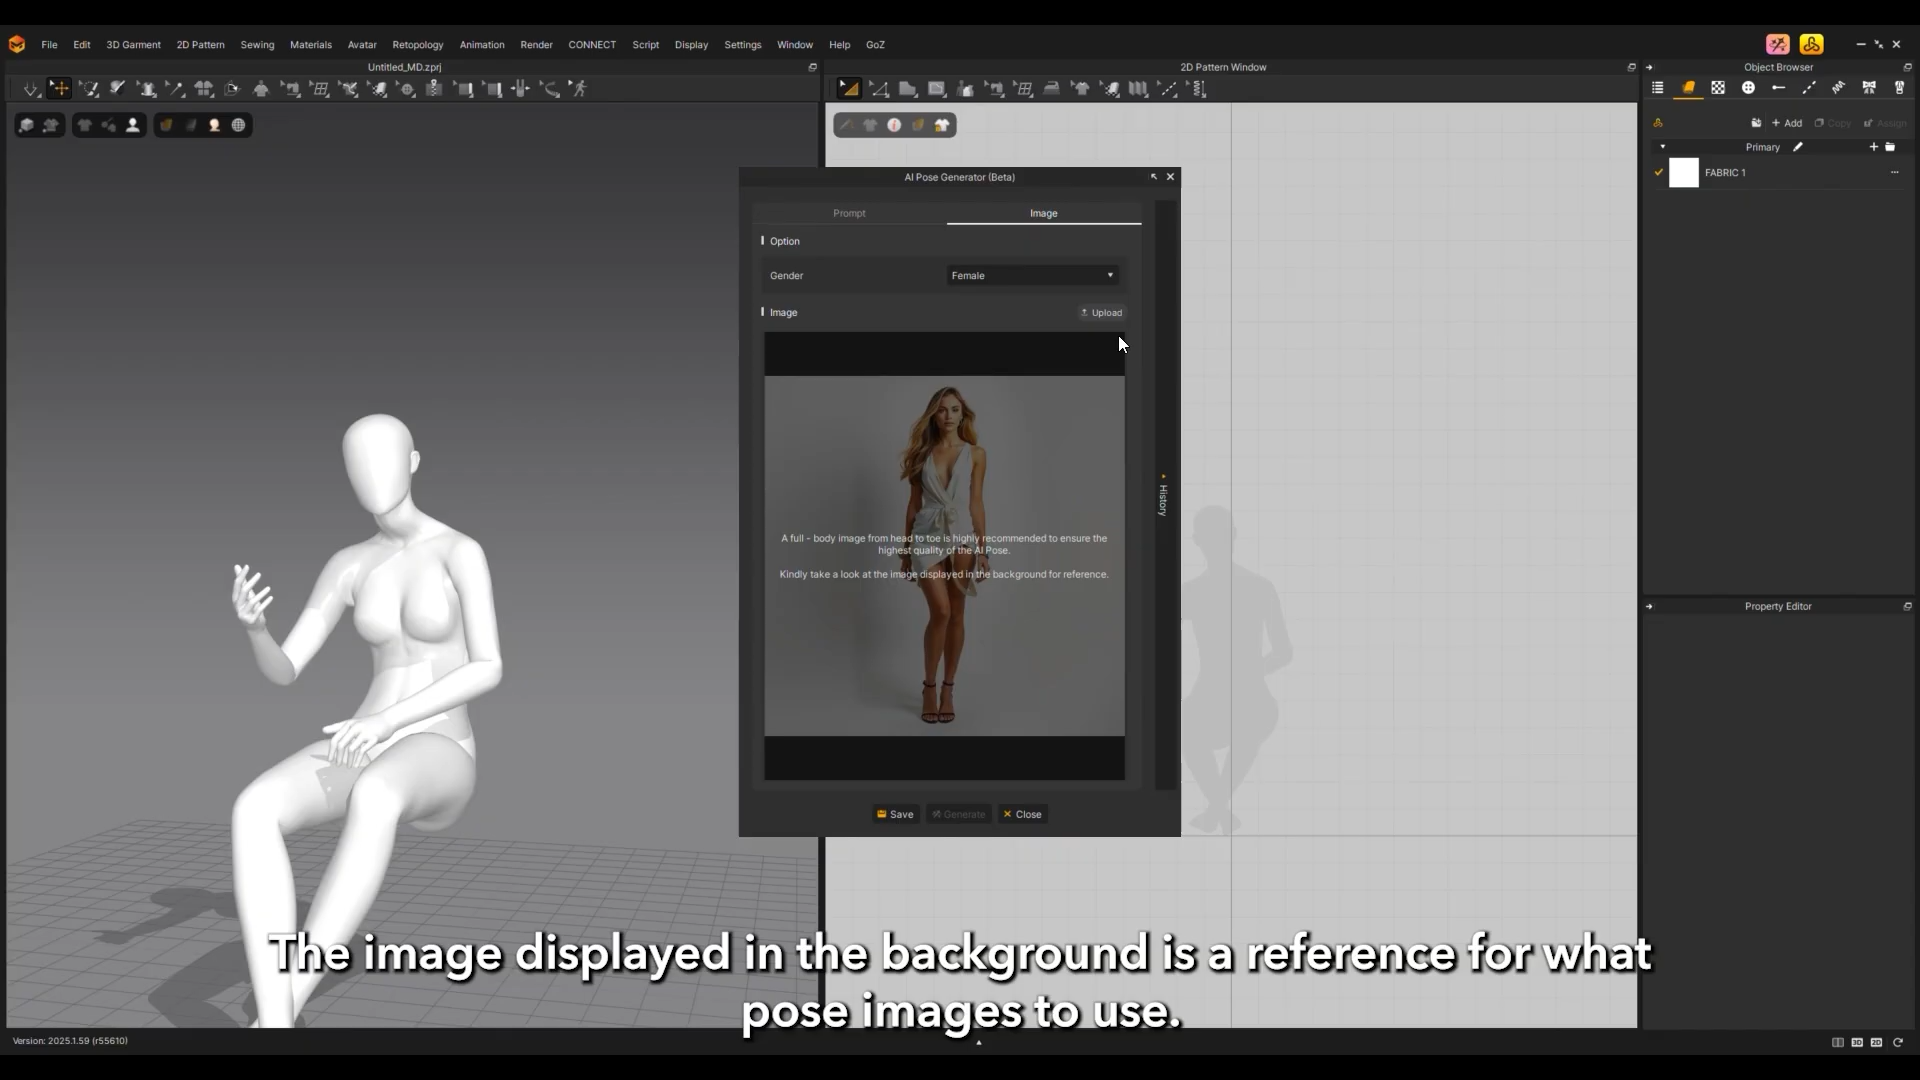 File Edit 3D Garment 2D Pattern Sewing Materials Avatar Retopology Animation Render CONNECT Script Display Settings Window Help GoZ
Untitled_MD.zprj
2D Pattern Window
Object Browser
+ Add Copy Assign
Primary
FABRIC 1
AI Pose Generator (Beta)
Prompt Image
Option
Gender Female
Image Upload
A full - body image from head to toe is highly recommended to ensure the
highest quality of the AI Pose.
Kindly take a look at the image displayed in the background for reference.
History
Save Generate Close
Property Editor
The image displayed in the background is a reference for what
pose images to use.
Version: 2025.1.59 (r55610)
3D 2D